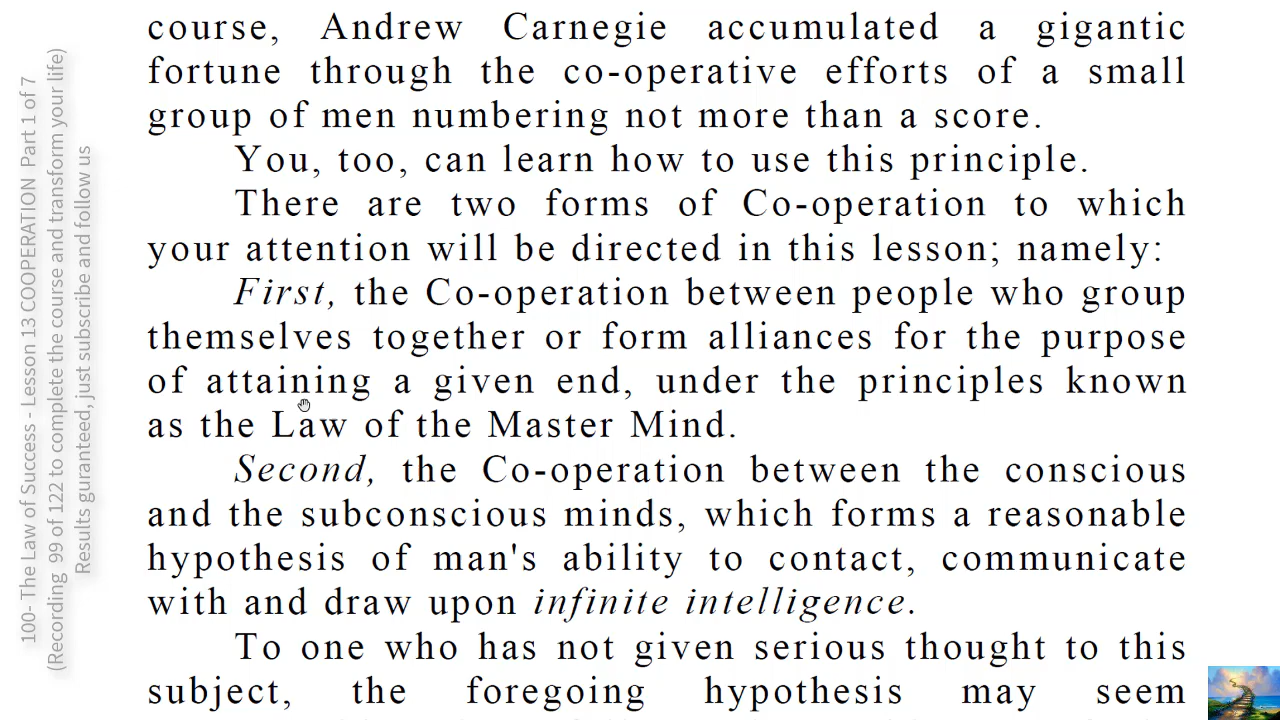 course, Andrew Carnegie accumulated a gigantic
fortune through the co-operative efforts of a small
group of men numbering not more than a score.
You, too, can learn how to use this principle.
There are two forms of Co-operation to which
your attention will be directed in this lesson; namely:
First, the Co-operation between people who group
themselves together or form alliances for the purpose
of attaining a given end, under the principles known
as the Law of the Master Mind.
Second, the Co-operation between the conscious
and the subconscious minds, which forms a reasonable
hypothesis of man's ability to contact, communicate
with and draw upon infinite intelligence.
To one who has not given serious thought to this
subject, the foregoing hypothesis may seem
100- The Law of Success - Lesson 13 COOPERATION Part 1 of 7
(Recording 99 of 122 to complete the course and transform your life)
Results guranteed, just subscribe and follow us